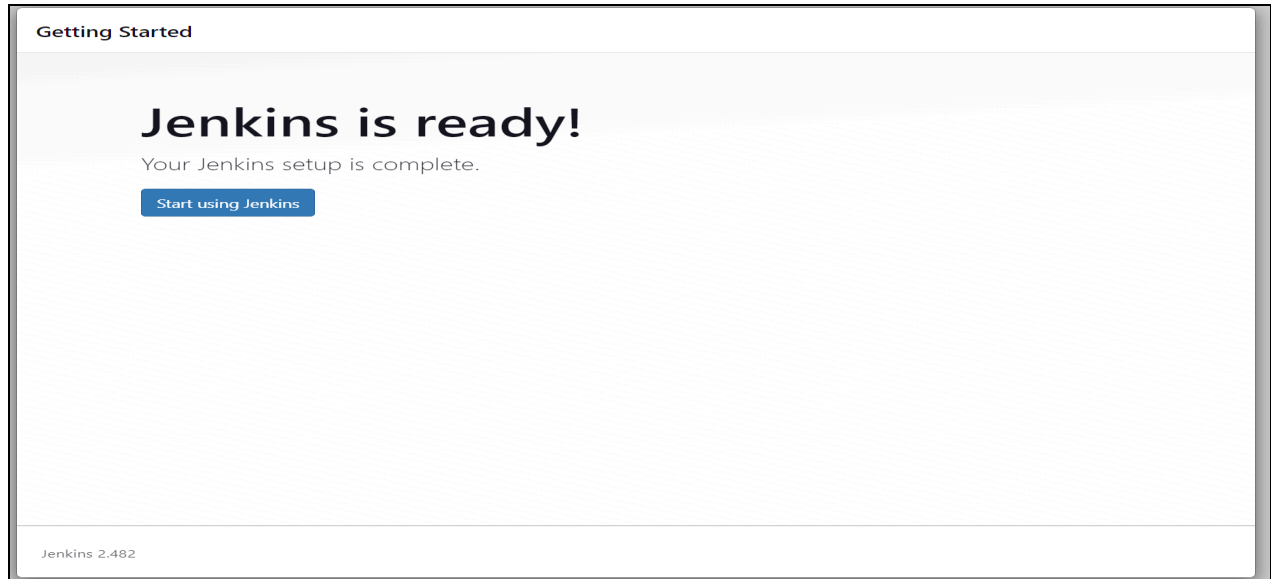 Getting Started
Jenkins is ready!
Your Jenkins setup is complete.
Start using Jenkins
Jenkins 2.482